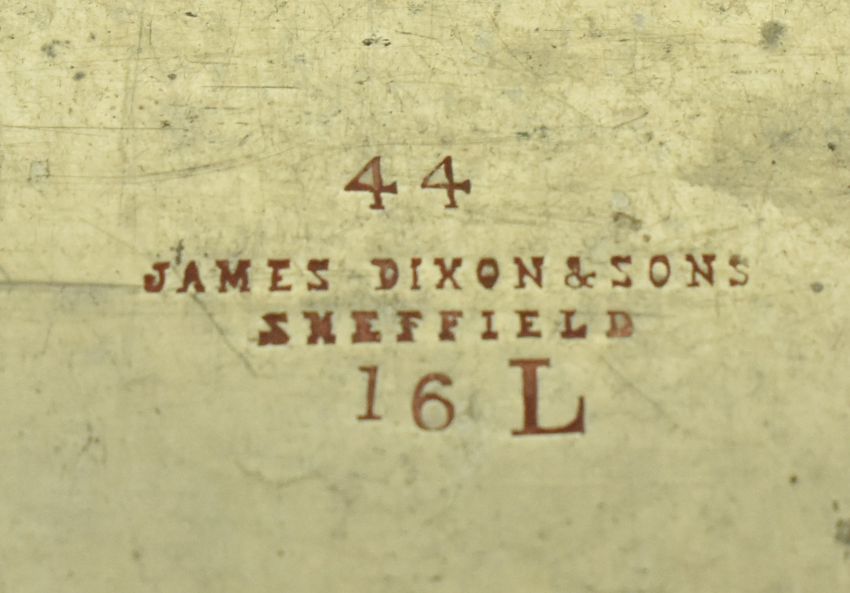 44
JAMES DIXON & SONS
SHEFFIELD
16 L